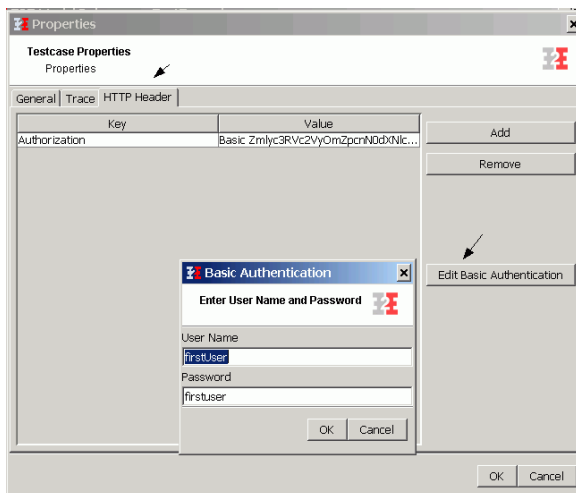 Properties
Testcase Properties
Properties
General Trace HTTP Header
Key Value
Authorization Basic Zmlyc3RVc2VyOmZpcnN0dXNlc...
Add
Remove
Edit Basic Authentication
Basic Authentication
Enter User Name and Password
User Name
firstUser
Password
firstuser
OK Cancel
OK Cancel